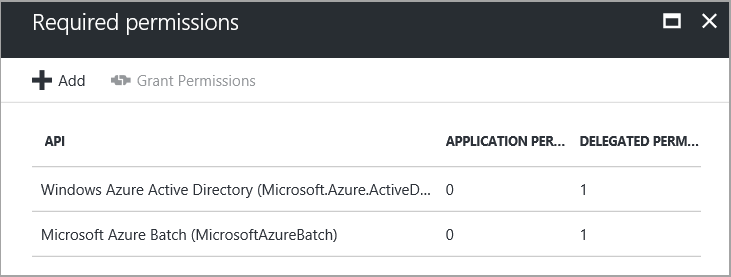 Required permissions
Add Grant Permissions
API APPLICATION PER... DELEGATED PERM...
Windows Azure Active Directory (Microsoft.Azure.ActiveD... 0 1
Microsoft Azure Batch (MicrosoftAzureBatch) 0 1